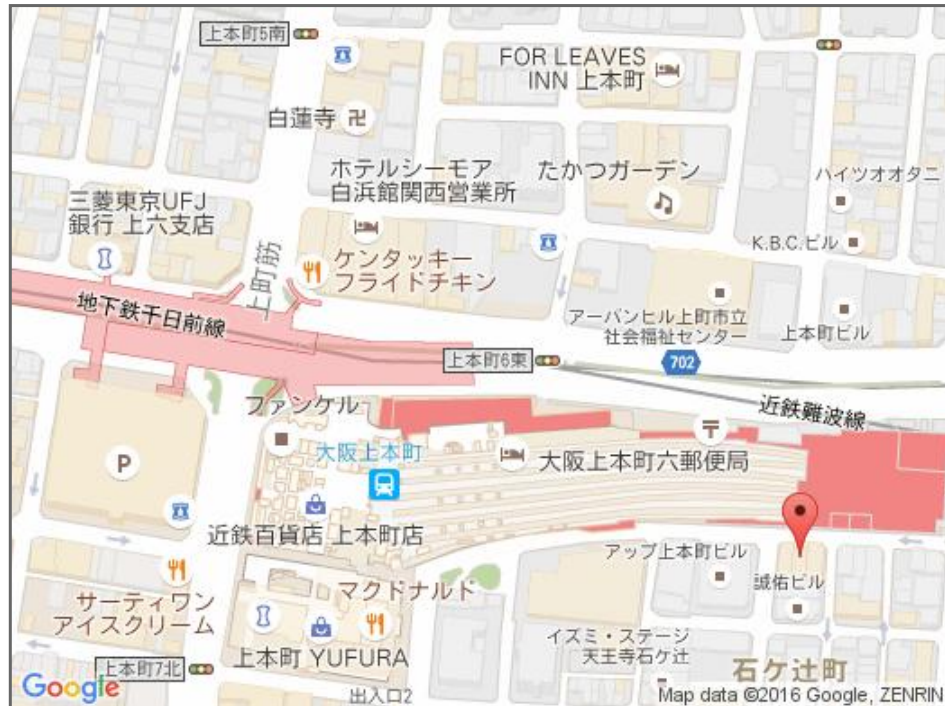 上本町5南
FOR LEAVES
INN 上本町
白蓮寺
ホテルシーモア
白浜館関西営業所
たかつガーデン
ハイツオオタニ
三菱東京UFJ
銀行 上六支店
K.B.C.ビル
上町筋
ケンタッキー
フライドチキン
地下鉄千日前線
アーバンヒル上町市立
社会福祉センター
上本町ビル
上本町6東
702
近鉄難波線
ファンケル
大阪上本町
大阪上本町六郵便局
P
近鉄百貨店 上本町店
アップ上本町ビル
誠佑ビル
マクドナルド
サーティワン
アイスクリーム
イズミ・ステージ
天王寺石ケ辻
上本町 YUFURA
石ケ辻町
上本町7北
Google
出入口2
Map data ©2016 Google, ZENRIN